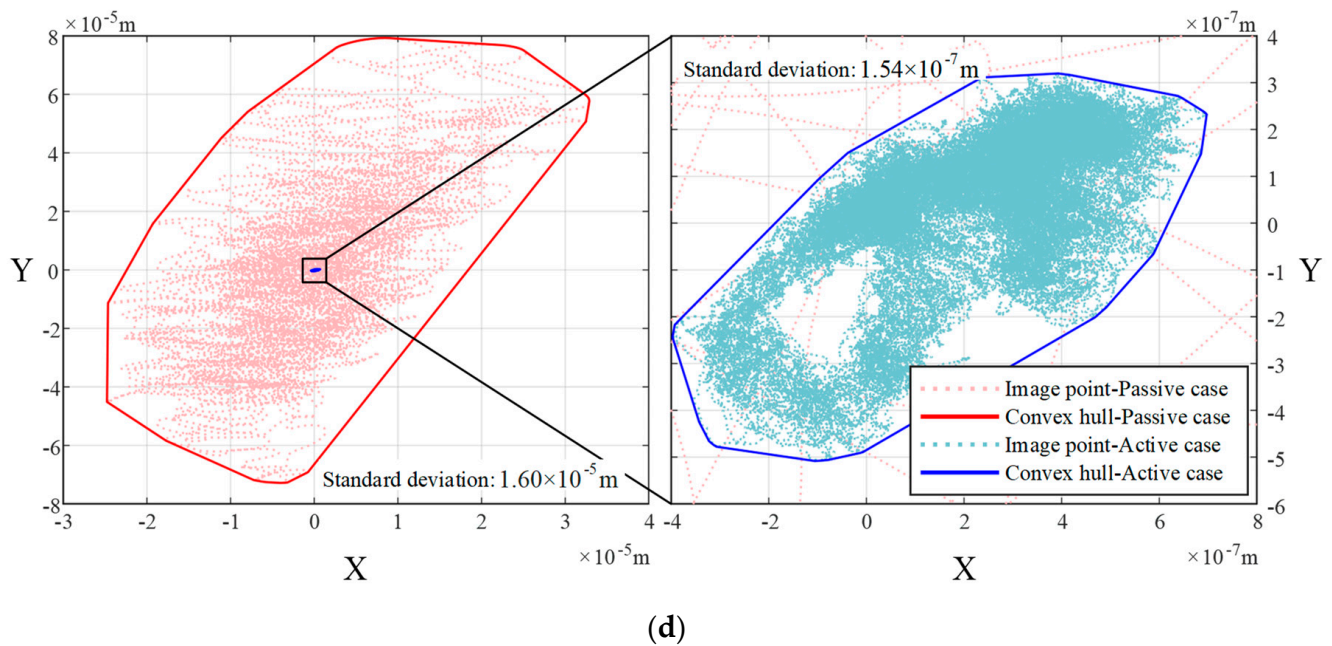 ×10⁻⁵m
8
6
4
2
0
-2
-4
-6
-8
Y
-3
-2
-1
0
1
2
3
4
×10⁻⁵m
X
Standard deviation: 1.60×10⁻⁵ m
×10⁻⁷m
Standard deviation: 1.54×10⁻⁷ m
4
3
2
1
0
-1
-2
-3
-4
-5
-6
Y
-4
-2
0
2
4
6
8
×10⁻⁷m
X
Image point-Passive case
Convex hull-Passive case
Image point-Active case
Convex hull-Active case
(d)